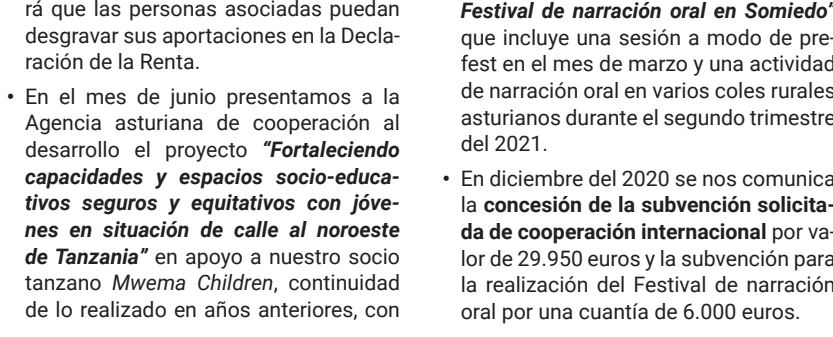 rá que las personas asociadas puedan
desgravar sus aportaciones en la Decla-
ración de la Renta.
• En el mes de junio presentamos a la
Agencia asturiana de cooperación al
desarrollo el proyecto “Fortaleciendo
capacidades y espacios socio-educa-
tivos seguros y equitativos con jóve-
nes en situación de calle al noroeste
de Tanzania” en apoyo a nuestro socio
tanzano Mwema Children, continuidad
de lo realizado en años anteriores, con
Festival de narración oral en Somiedo”
que incluye una sesión a modo de pre-
fest en el mes de marzo y una actividad
de narración oral en varios coles rurales
asturianos durante el segundo trimestre
del 2021.
• En diciembre del 2020 se nos comunica
la concesión de la subvención solicita-
da de cooperación internacional por va-
lor de 29.950 euros y la subvención para
la realización del Festival de narración
oral por una cuantía de 6.000 euros.